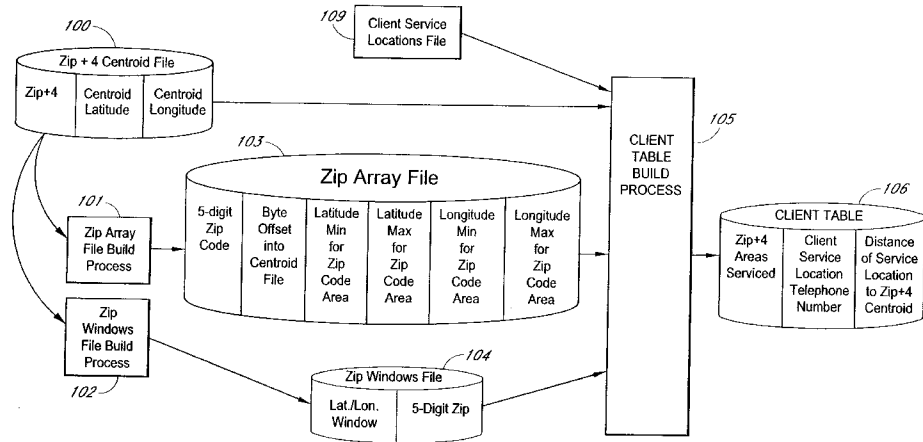 109
Client Service
Locations File
100
Zip + 4 Centroid File
Zip+4
Centroid
Latitude
Centroid
Longitude
105
CLIENT
TABLE
BUILD
PROCESS
103
Zip Array File
5-digit
Zip
Code
Byte
Offset
into
Centroid
File
Latitude
Min
for
Zip
Code
Area
Latitude
Max
for
Zip
Code
Area
Longitude
Min
for
Zip
Code
Area
Longitude
Max
for
Zip
Code
Area
101
Zip Array
File Build
Process
106
CLIENT TABLE
Zip+4
Areas
Serviced
Client
Service
Location
Telephone
Number
Distance
of Service
Location
to Zip+4
Centroid
Zip
Windows
File Build
Process
102
104
Zip Windows File
Lat./Lon.
Window
5-Digit Zip